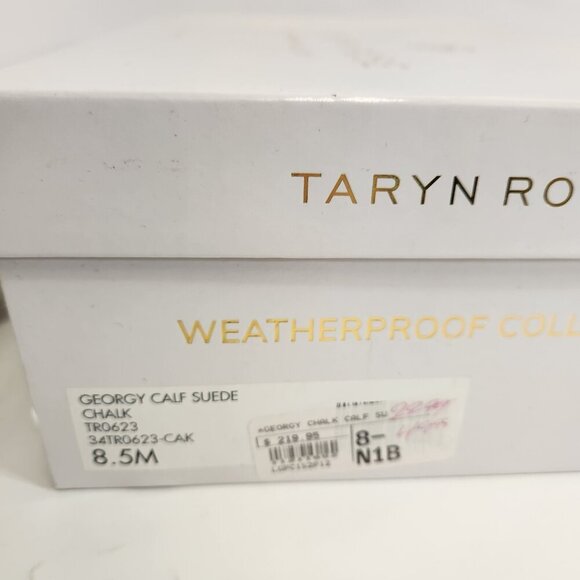 TARYN RO
WEATHERPROOF COLL
GEORGY CALF SUEDE
CHALK
TR0623
34TR0623-CAK
8.5M
AGEORGY CHALK CALF SU
$ 219.95
8-
N1B